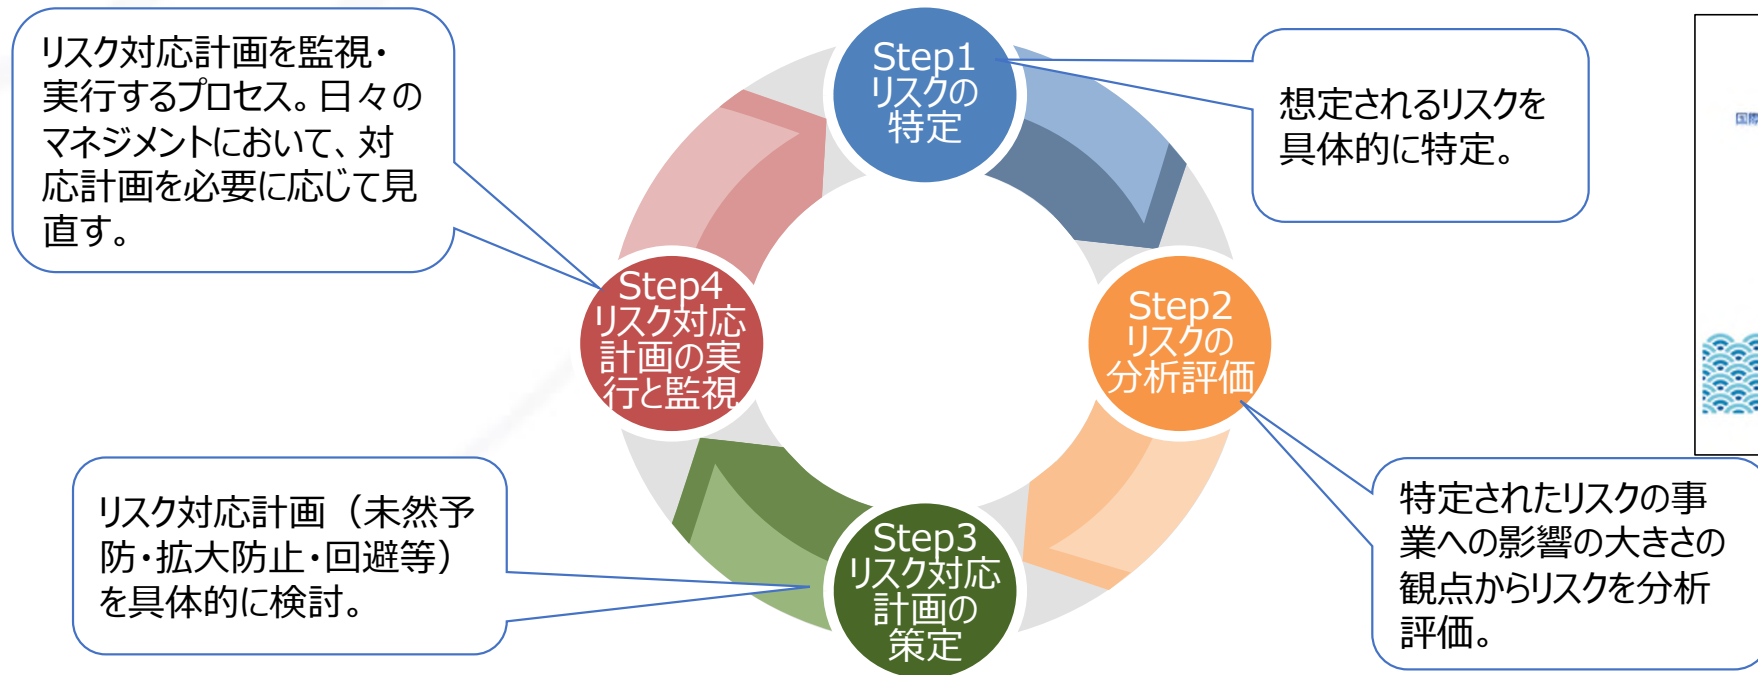 リスク対応計画を監視・
実行するプロセス。日々の
マネジメントにおいて、対
応計画を必要に応じて見
直す。
Step1
リスクの
特定
想定されるリスクを
具体的に特定。
Step4
リスク対応
計画の実
行と監視
Step2
リスクの
分析評価
リスク対応計画（未然予
防・拡大防止・回避等）
を具体的に検討。
Step3
リスク対応
計画の
策定
特定されたリスクの事
業への影響の大きさの
観点からリスクを分析
評価。
国際